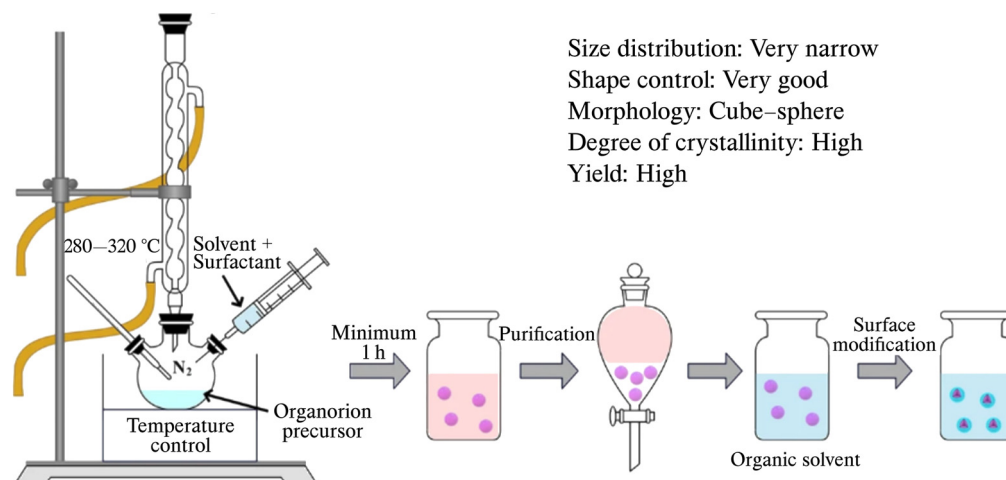 Size distribution: Very narrow
Shape control: Very good
Morphology: Cube–sphere
Degree of crystallinity: High
Yield: High
280–320 °C
Solvent +
Surfactant
N₂
Organorion
precursor
Temperature
control
Minimum
1 h
Purification
Organic solvent
Surface
modification